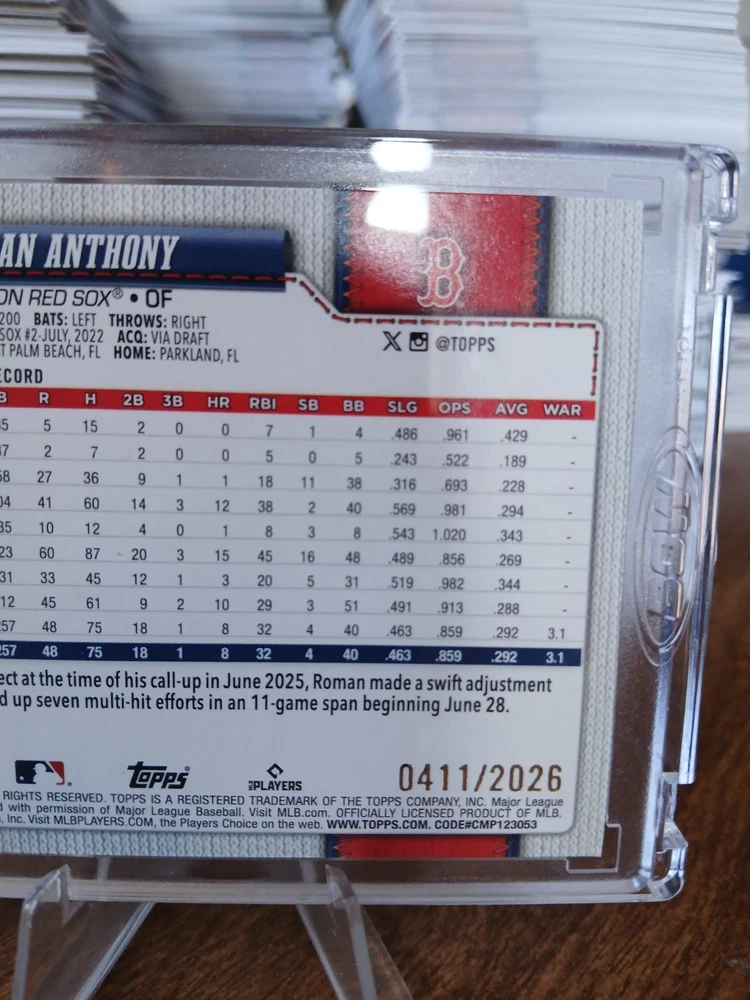 AN ANTHONY
B
ON RED SOX® • OF
200 BATS: LEFT THROWS: RIGHT
SOX #2-JULY, 2022 ACQ: VIA DRAFT
T PALM BEACH, FL HOME: PARKLAND, FL
@TOPPS
ECORD
B R H 2B 3B HR RBI SB BB SLG OPS AVG WAR
35 5 15 2 0 0 7 1 4 .486 .961 .429 -
37 2 7 2 0 0 5 0 5 .243 .522 .189 -
58 27 36 9 1 1 18 11 38 .316 .693 .228 -
04 41 60 14 3 12 38 2 40 .569 .981 .294 -
35 10 12 4 0 1 8 3 8 .543 1.020 .343 -
23 60 87 20 3 15 45 16 48 .489 .856 .269 -
31 33 45 12 1 3 20 5 31 .519 .982 .344 -
12 45 61 9 2 10 29 3 51 .491 .913 .288 -
257 48 75 18 1 8 32 4 40 .463 .859 .292 3.1
257 48 75 18 1 8 32 4 40 .463 .859 .292 3.1
ect at the time of his call-up in June 2025, Roman made a swift adjustment
d up seven multi-hit efforts in an 11-game span beginning June 28.
topps
PLAYERS
0411/2026
RIGHTS RESERVED. TOPPS IS A REGISTERED TRADEMARK OF THE TOPPS COMPANY, INC. Major League
d with permission of Major League Baseball. Visit MLB.com. OFFICIALLY LICENSED PRODUCT OF MLB.
, Inc. Visit MLBPLAYERS.COM, the Players Choice on the web. WWW.TOPPS.COM. CODE#CMP123053